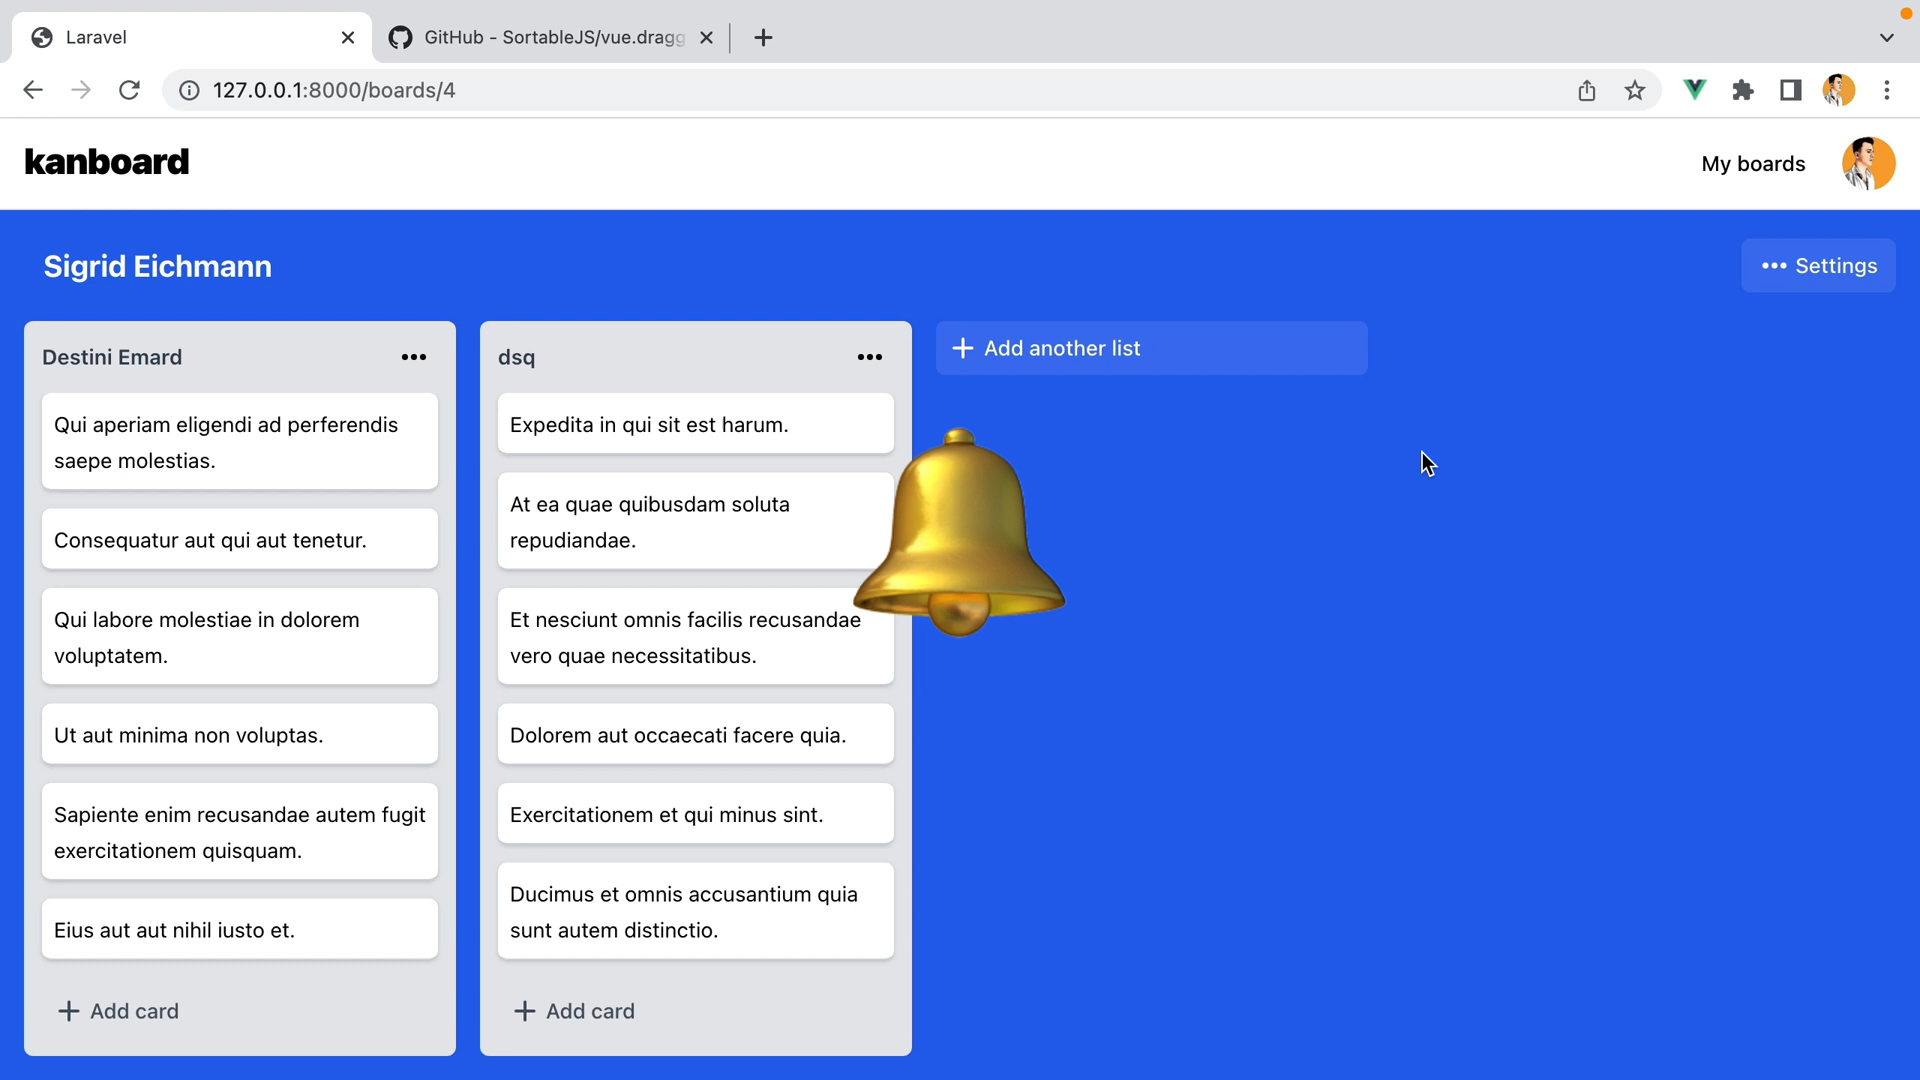 Laravel
GitHub - SortableJS/vue.dragg
127.0.0.1:8000/boards/4
kanboard
My boards
Sigrid Eichmann
Settings
Destini Emard
Qui aperiam eligendi ad perferendis
saepe molestias.
Consequatur aut qui aut tenetur.
Qui labore molestiae in dolorem
voluptatem.
Ut aut minima non voluptas.
Sapiente enim recusandae autem fugit
exercitationem quisquam.
Eius aut aut nihil iusto et.
Add card
dsq
Expedita in qui sit est harum.
At ea quae quibusdam soluta
repudiandae.
Et nesciunt omnis facilis recusandae
vero quae necessitatibus.
Dolorem aut occaecati facere quia.
Exercitationem et qui minus sint.
Ducimus et omnis accusantium quia
sunt autem distinctio.
Add card
Add another list